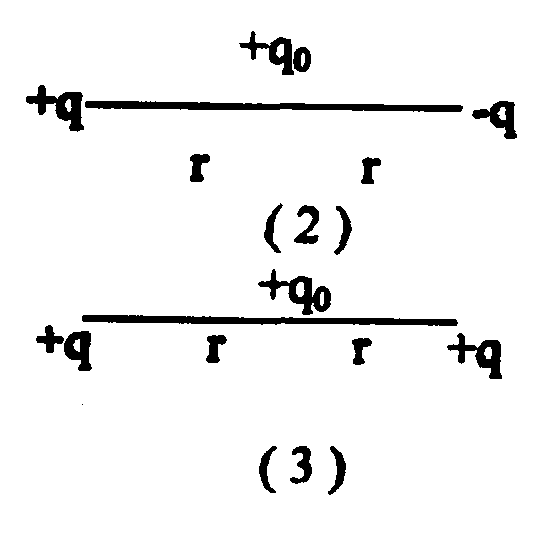 +q₀
+q -q
r r
(2)
+q₀
+q r r +q
(3)